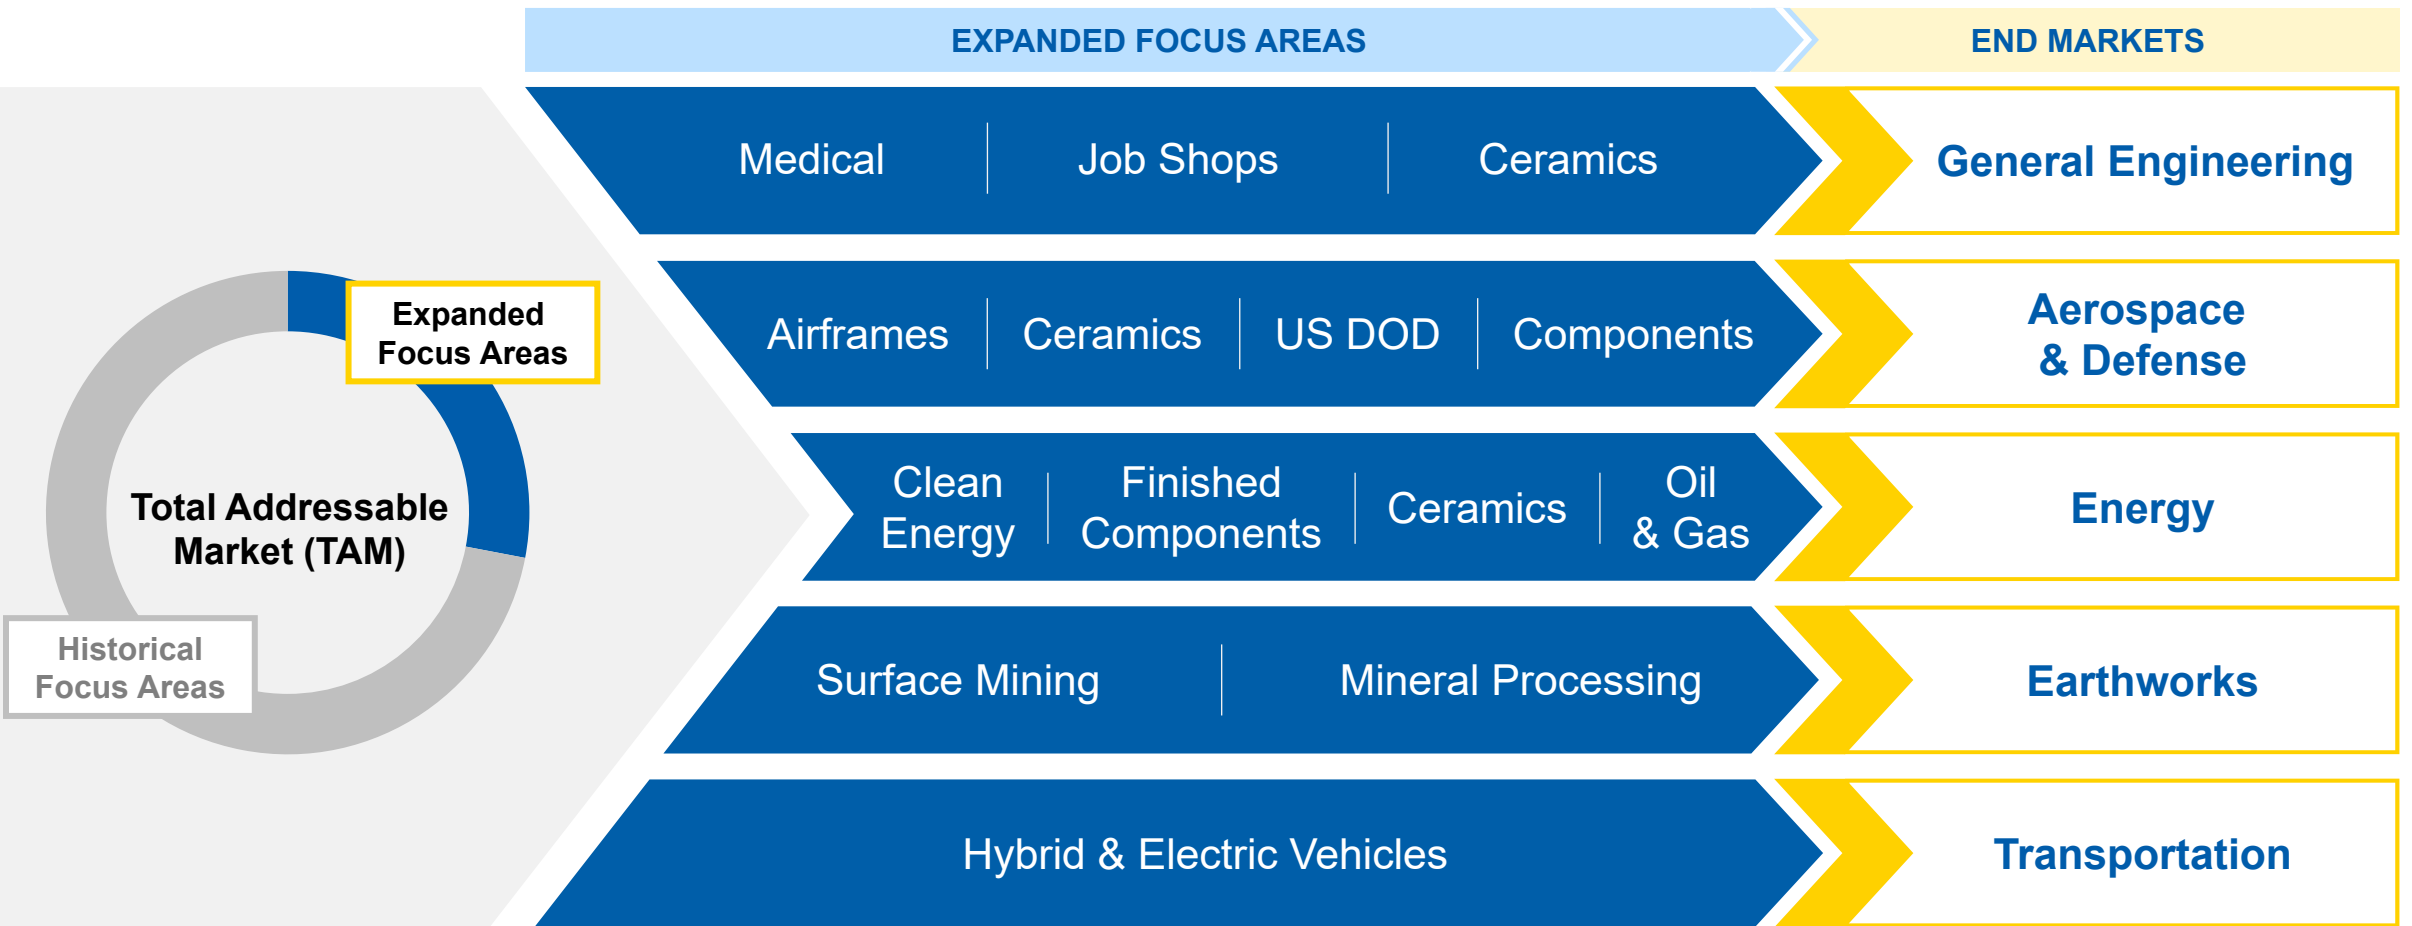 EXPANDED FOCUS AREAS
END MARKETS
Medical
Job Shops
Ceramics
General Engineering
Expanded
Focus Areas
Total Addressable
Market (TAM)
Historical
Focus Areas
Airframes
Ceramics
US DOD
Components
Aerospace
& Defense
Clean
Energy
Finished
Components
Ceramics
Oil
& Gas
Energy
Surface Mining
Mineral Processing
Earthworks
Hybrid & Electric Vehicles
Transportation